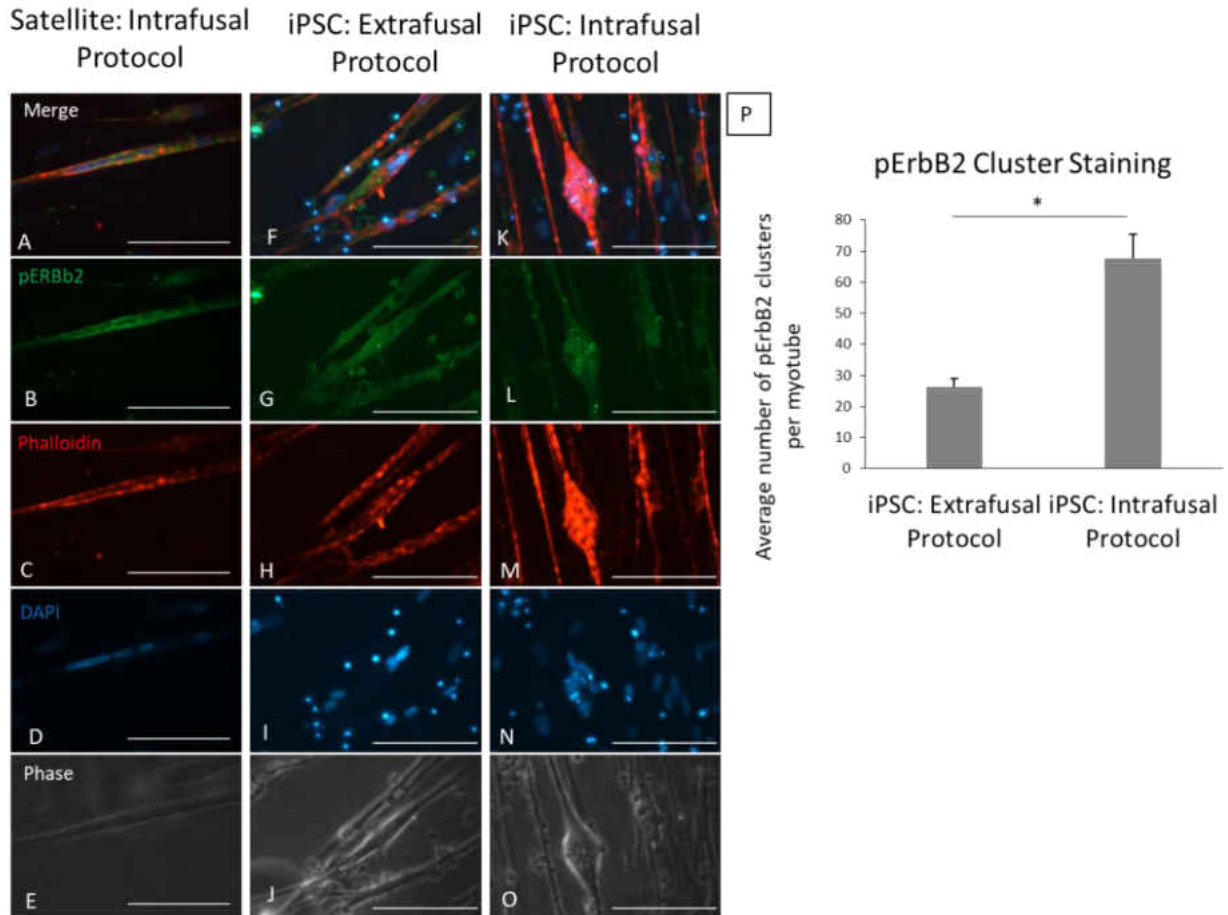 Satellite: Intrafusal
Protocol
iPSC: Extrafusal
Protocol
iPSC: Intrafusal
Protocol
Merge
A
F
K
pERBb2
B
G
L
Phalloidin
C
H
M
DAPI
D
I
N
Phase
E
J
O
P
pErbB2 Cluster Staining
*
Average number of pErbB2 clusters
per myotube
80
70
60
50
40
30
20
10
0
iPSC: Extrafusal
Protocol
iPSC: Intrafusal
Protocol